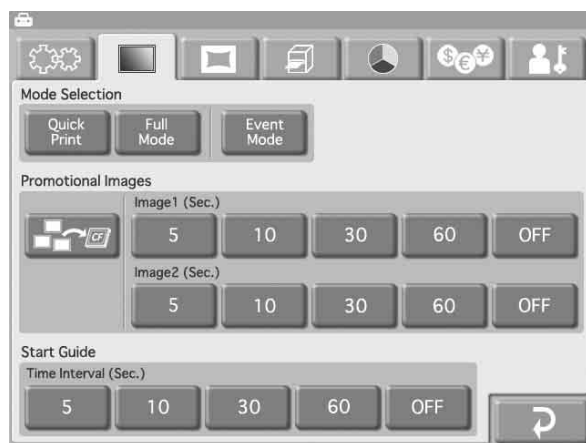 $ € ¥
Mode Selection
Quick
Print
Full
Mode
Event
Mode
Promotional Images
Image1 (Sec.)
CF
5 10 30 60 OFF
Image2 (Sec.)
5 10 30 60 OFF
Start Guide
Time Interval (Sec.)
5 10 30 60 OFF